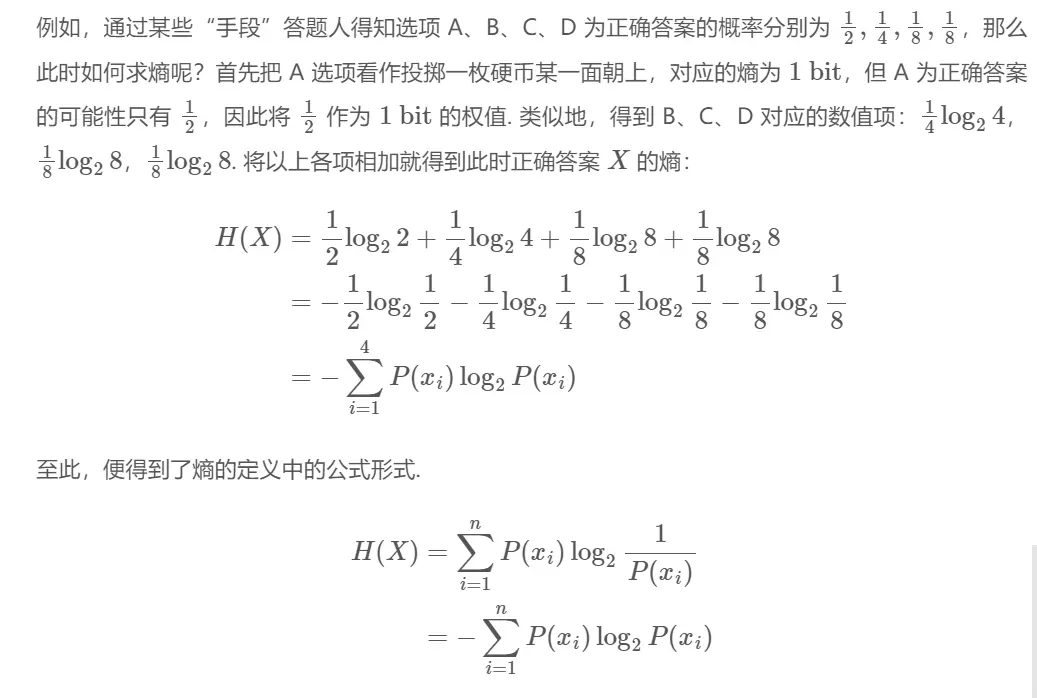 例如，通过某些“手段”答题人得知选项 A、B、C、D 为正确答案的概率分别为 $\frac{1}{2}, \frac{1}{4}, \frac{1}{8}, \frac{1}{8}$，那么
此时如何求熵呢？首先把 A 选项看作投掷一枚硬币某一面朝上，对应的熵为 1 bit，但 A 为正确答案
的可能性只有 $\frac{1}{2}$，因此将 $\frac{1}{2}$ 作为 1 bit 的权值. 类似地，得到 B、C、D 对应的数值项：$\frac{1}{4}\log_2 4$，
$\frac{1}{8}\log_2 8$，$\frac{1}{8}\log_2 8$. 将以上各项相加就得到此时正确答案 $X$ 的熵：
$H(X) = \frac{1}{2}\log_2 2 + \frac{1}{4}\log_2 4 + \frac{1}{8}\log_2 8 + \frac{1}{8}\log_2 8$
$= -\frac{1}{2}\log_2 \frac{1}{2} - \frac{1}{4}\log_2 \frac{1}{4} - \frac{1}{8}\log_2 \frac{1}{8} - \frac{1}{8}\log_2 \frac{1}{8}$
$= -\sum_{i=1}^{4} P(x_i) \log_2 P(x_i)$
至此，便得到了熵的定义中的公式形式.
$H(X) = \sum_{i=1}^{n} P(x_i) \log_2 \frac{1}{P(x_i)}$
$= -\sum_{i=1}^{n} P(x_i) \log_2 P(x_i)$